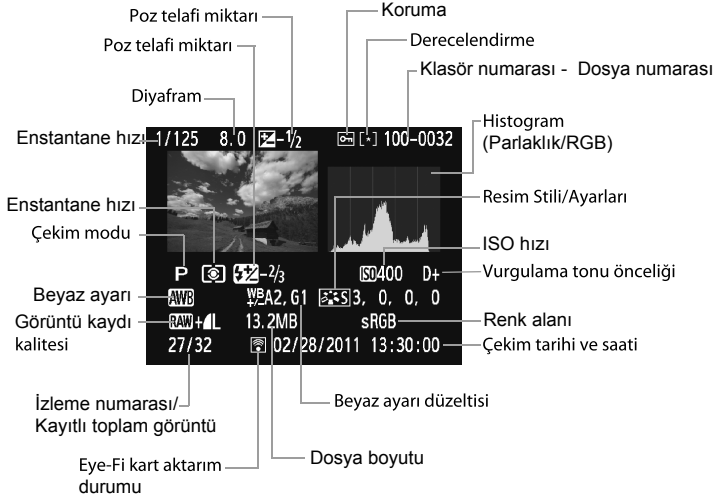 Poz telafi miktarı
Koruma
Poz telafi miktarı
Derecelendirme
Klasör numarası - Dosya numarası
Diyafram
Histogram
(Parlaklık/RGB)
Enstantane hızı
1/125 8.0 -1/2 [*] 100-0032
Enstantane hızı
Resim Stili/Ayarları
Çekim modu
ISO hızı
P -2/3 ISO400 D+
Vurgulama tonu önceliği
Beyaz ayarı
AWB WB+/-A2,G1 S3, 0, 0, 0
Görüntü kaydı
kalitesi
RAW+L 13.2MB sRGB
Renk alanı
27/32 02/28/2011 13:30:00
Çekim tarihi ve saati
İzleme numarası/
Kayıtlı toplam görüntü
Beyaz ayarı düzeltisi
Eye-Fi kart aktarım
durumu
Dosya boyutu